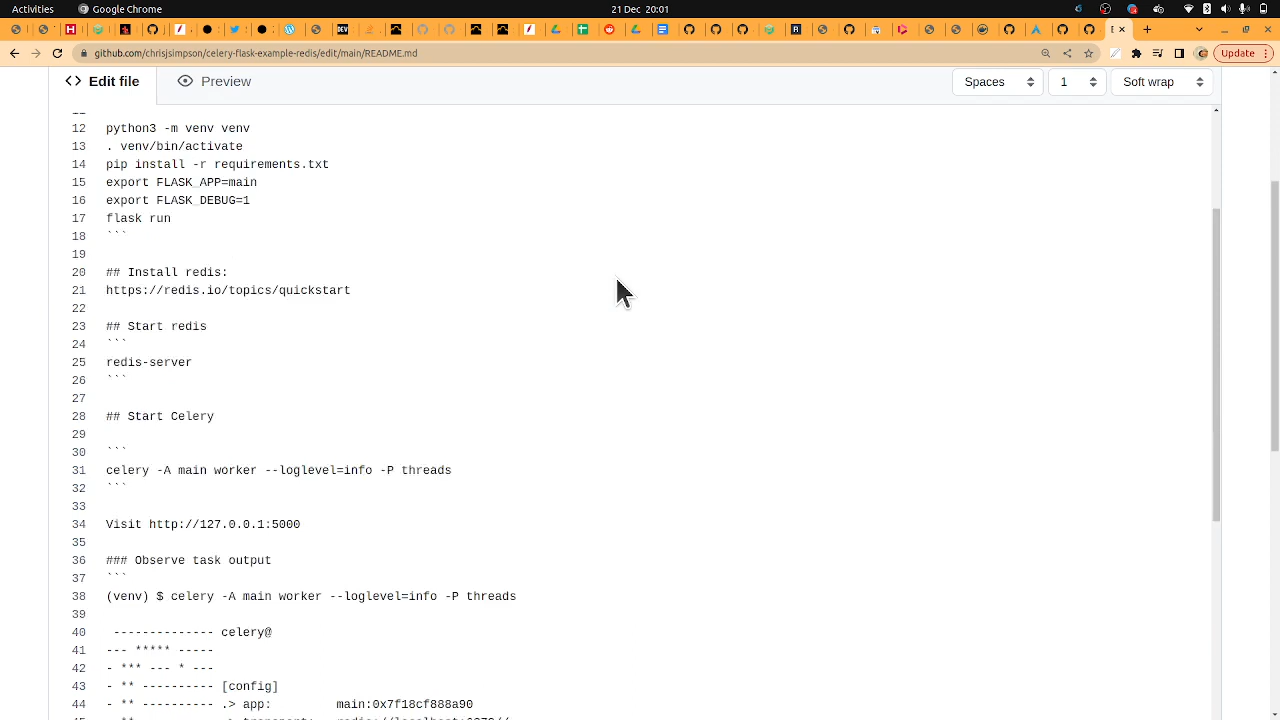 Activities Google Chrome 21 Dec 20:01
github.com/chrisjsimpson/celery-flask-example-redis/edit/main/README.md Update
Edit file Preview Spaces 1 Soft wrap
12 python3 -m venv venv
13 . venv/bin/activate
14 pip install -r requirements.txt
15 export FLASK_APP=main
16 export FLASK_DEBUG=1
17 flask run
18 ```
19
20 ## Install redis:
21 https://redis.io/topics/quickstart
22
23 ## Start redis
24 ```
25 redis-server
26 ```
27
28 ## Start Celery
29
30 ```
31 celery -A main worker --loglevel=info -P threads
32 ```
33
34 Visit http://127.0.0.1:5000
35
36 ### Observe task output
37 ```
38 (venv) $ celery -A main worker --loglevel=info -P threads
39
40  -------------- celery@
41 --- ***** -----
42 - *** --- * ---
43 - ** ---------- [config]
44 - ** ---------- .> app:         main:0x7f18cf888a90